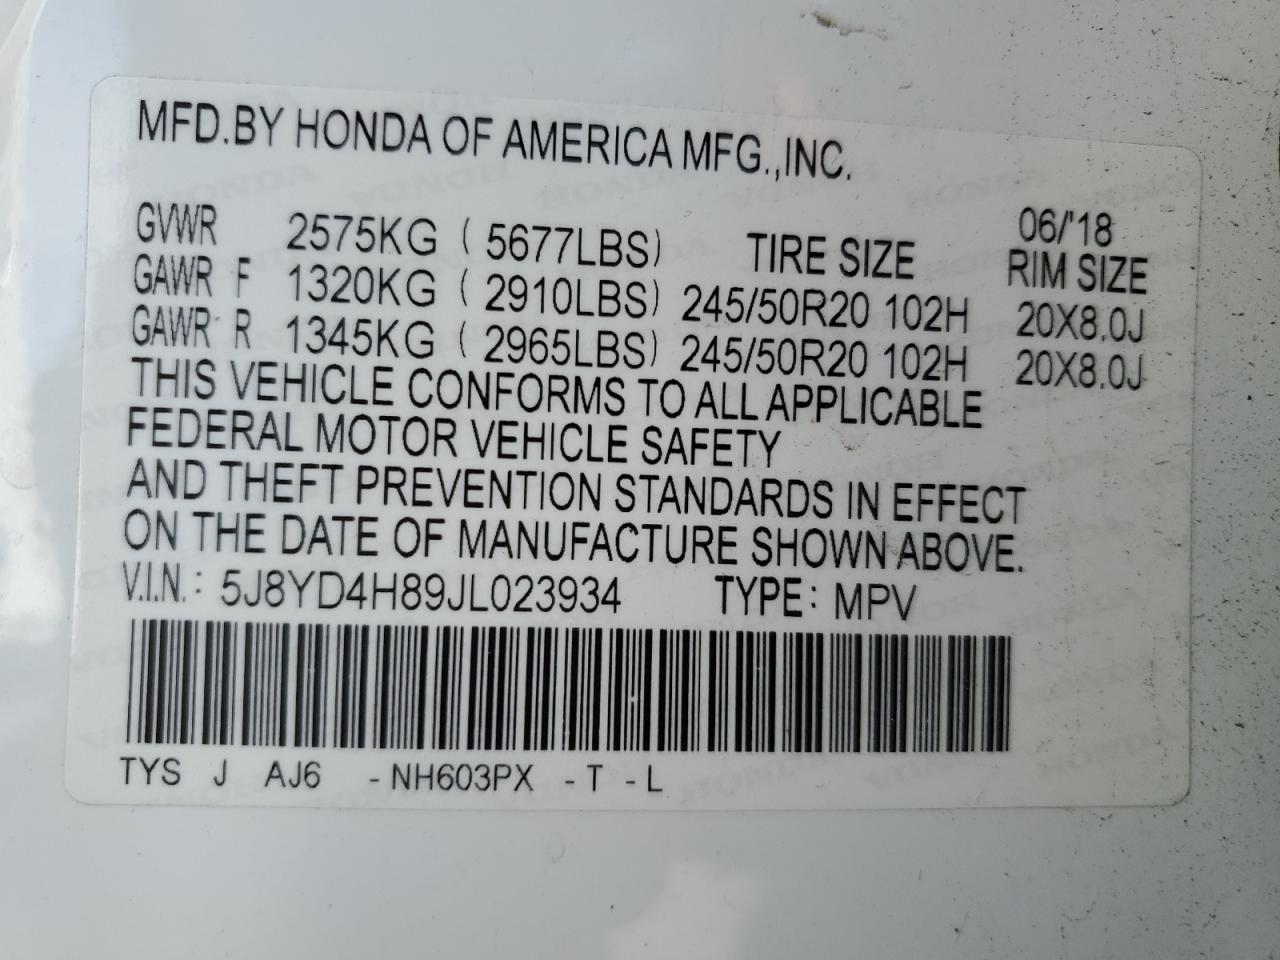 MFD.BY HONDA OF AMERICA MFG.,INC.
06/'18
GVWR 2575KG ( 5677LBS) TIRE SIZE RIM SIZE
GAWR F 1320KG ( 2910LBS) 245/50R20 102H 20X8.0J
GAWR R 1345KG ( 2965LBS) 245/50R20 102H 20X8.0J
THIS VEHICLE CONFORMS TO ALL APPLICABLE
FEDERAL MOTOR VEHICLE SAFETY
AND THEFT PREVENTION STANDARDS IN EFFECT
ON THE DATE OF MANUFACTURE SHOWN ABOVE.
V.I.N.: 5J8YD4H89JL023934 TYPE: MPV
TYS J AJ6 -NH603PX -T -L